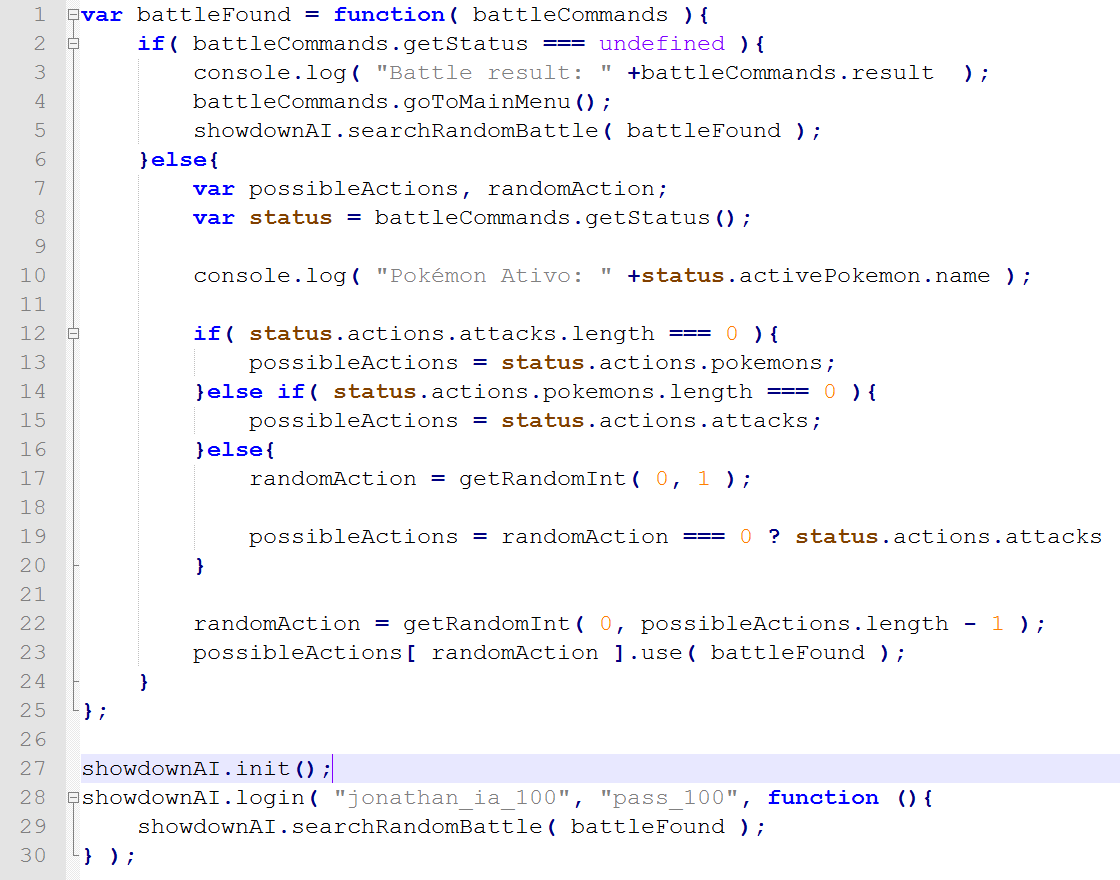 1 var battleFound = function( battleCommands ){
2 if( battleCommands.getStatus === undefined ){
3 console.log( "Battle result: " +battleCommands.result  );
4 battleCommands.goToMainMenu();
5 showdownAI.searchRandomBattle( battleFound );
6 }else{
7 var possibleActions, randomAction;
8 var status = battleCommands.getStatus();
9
10 console.log( "Pokémon Ativo: " +status.activePokemon.name );
11
12 if( status.actions.attacks.length === 0 ){
13 possibleActions = status.actions.pokemons;
14 }else if( status.actions.pokemons.length === 0 ){
15 possibleActions = status.actions.attacks;
16 }else{
17 randomAction = getRandomInt( 0, 1 );
18
19 possibleActions = randomAction === 0 ? status.actions.attacks
20 }
21
22 randomAction = getRandomInt( 0, possibleActions.length - 1 );
23 possibleActions[ randomAction ].use( battleFound );
24 }
25 };
26
27 showdownAI.init();
28 showdownAI.login( "jonathan_ia_100", "pass_100", function (){
29 showdownAI.searchRandomBattle( battleFound );
30 } );